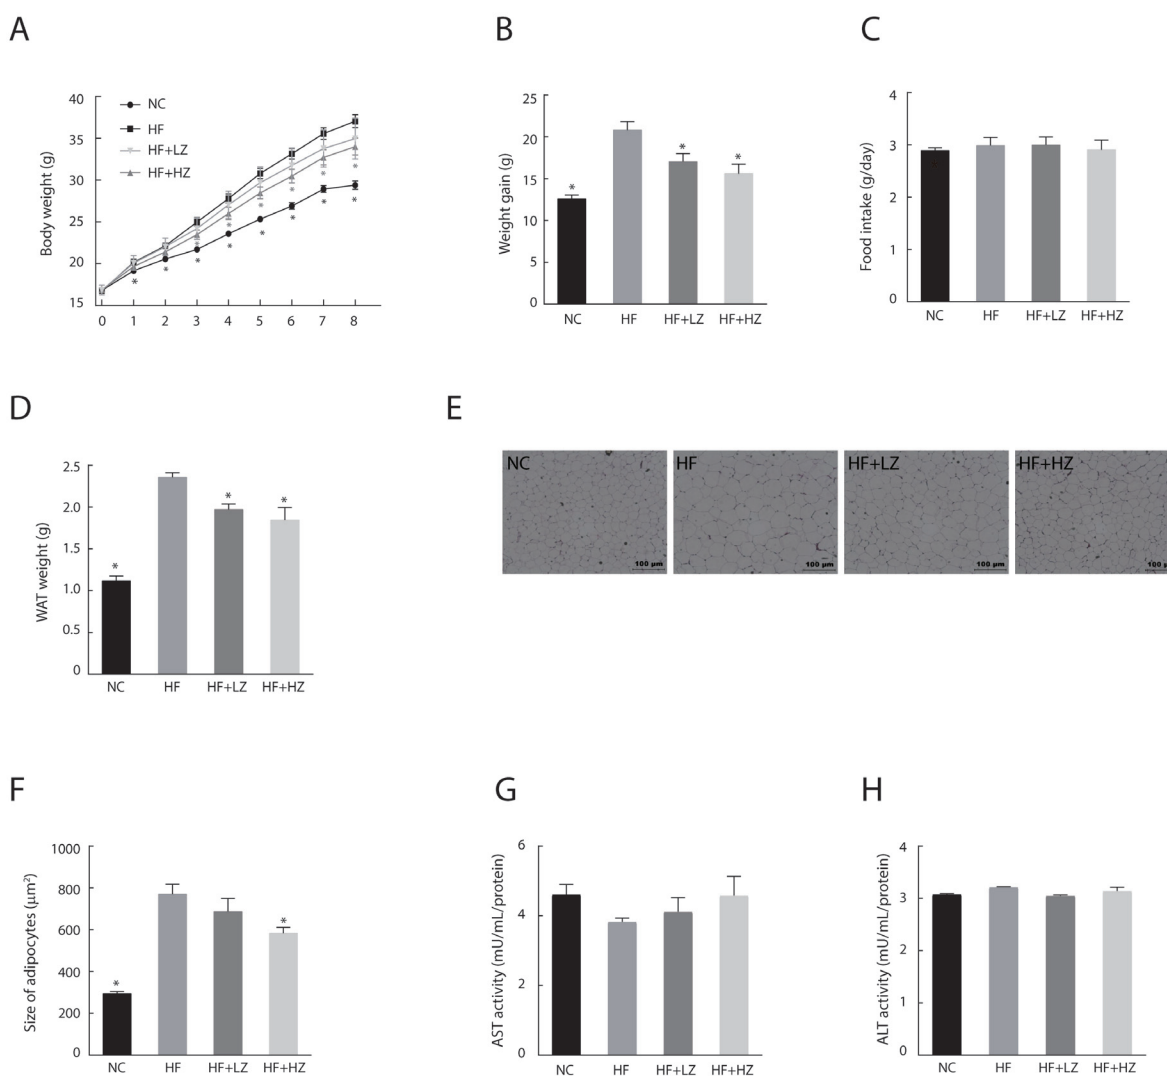 A
B
C
NC
HF
HF+LZ
HF+HZ
Body weight (g)
40
35
30
25
20
15
0 1 2 3 4 5 6 7 8
* * * * * * * *
* * * * * *
Weight gain (g)
25
20
15
10
5
0
* * *
NC HF HF+LZ HF+HZ
Food intake (g/day)
4
3
2
1
0
NC HF HF+LZ HF+HZ
D
E
WAT weight (g)
2.5
2.0
1.5
1.0
0.5
0
* * *
NC HF HF+LZ HF+HZ
NC HF HF+LZ HF+HZ
100 µm 100 µm 100 µm 100 µ
F
G
H
Size of adipocytes (µm²)
1000
800
600
400
200
0
* *
NC HF HF+LZ HF+HZ
AST activity (mU/mL/protein)
6
4
2
0
NC HF HF+LZ HF+HZ
ALT activity (mU/mL/protein)
4
3
2
1
0
NC HF HF+LZ HF+HZ